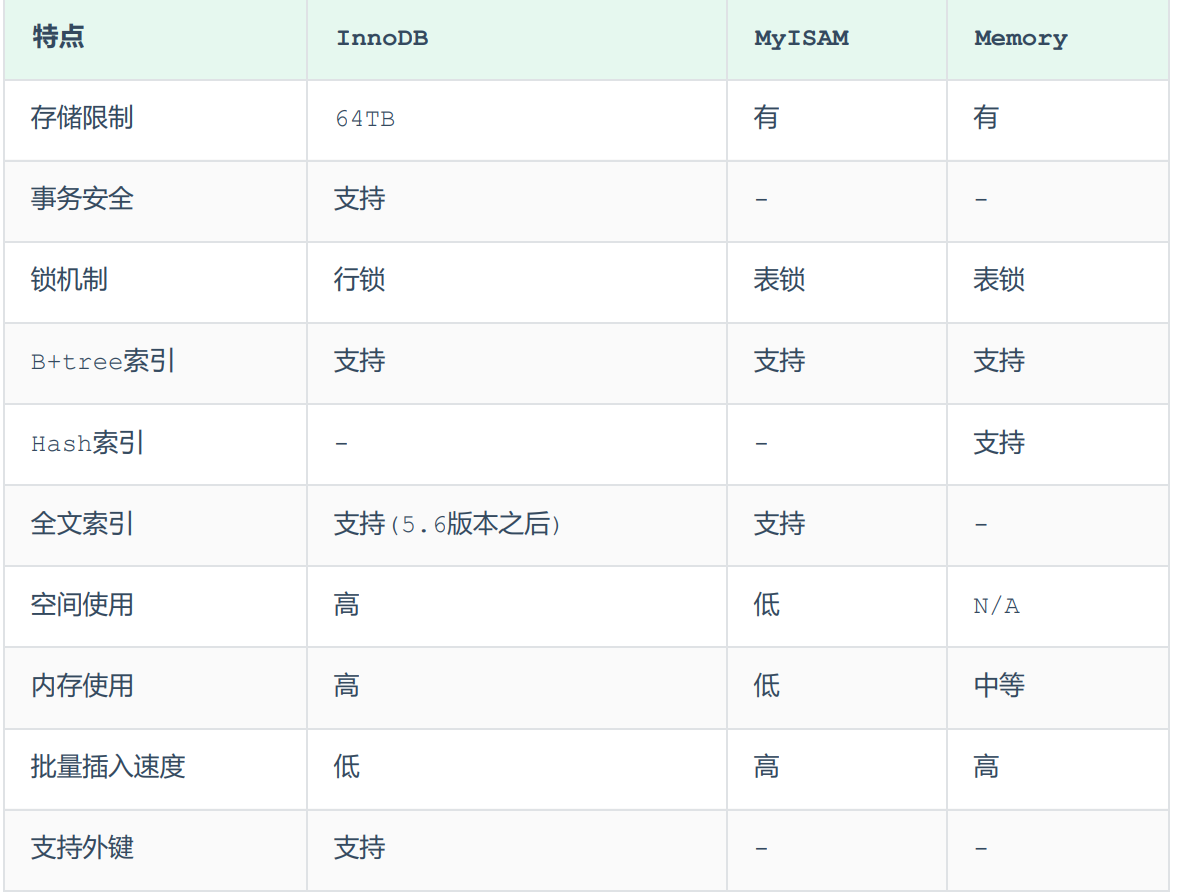 特点 InnoDB MyISAM Memory
存储限制 64TB 有 有
事务安全 支持 - -
锁机制 行锁 表锁 表锁
B+tree索引 支持 支持 支持
Hash索引 - - 支持
全文索引 支持(5.6版本之后) 支持 -
空间使用 高 低 N/A
内存使用 高 低 中等
批量插入速度 低 高 高
支持外键 支持 - -